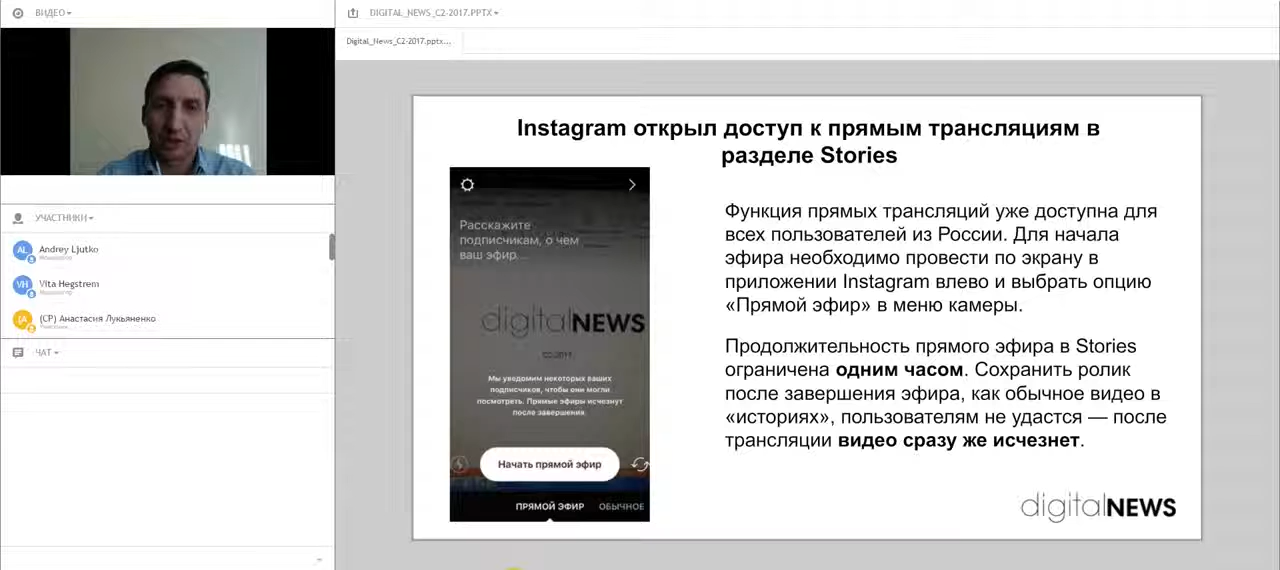 ВИДЕО
DIGITAL_NEWS_C2-2017.PPTX
Digital_News_C2-2017.pptx...
УЧАСТНИКИ
AL
Andrey Ljutko
VH
Vita Hegstrem
(СР) Анастасия Лукьяненко
ЧАТ
Instagram открыл доступ к прямым трансляциям в
разделе Stories
Расскажите
подписчикам, о чем
ваш эфир...
digitalNEWS
C2-2017
Мы уведомим некоторых ваших
подписчиков, чтобы они могли
посмотреть. Прямые эфиры исчезнут
после завершения.
Начать прямой эфир
ПРЯМОЙ ЭФИР ОБЫЧНОЕ
Функция прямых трансляций уже доступна для
всех пользователей из России. Для начала
эфира необходимо провести по экрану в
приложении Instagram влево и выбрать опцию
«Прямой эфир» в меню камеры.
Продолжительность прямого эфира в Stories
ограничена одним часом. Сохранить ролик
после завершения эфира, как обычное видео в
«историях», пользователям не удастся — после
трансляции видео сразу же исчезнет.
digitalNEWS